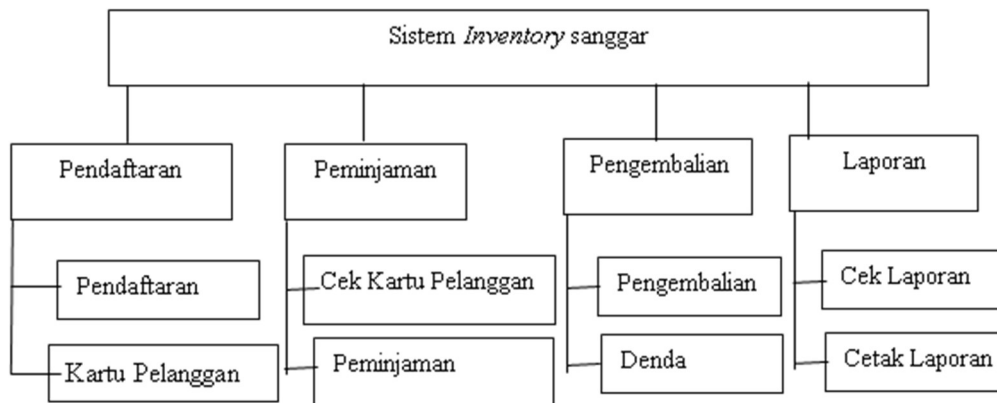 Sistem Inventory sanggar
Pendaftaran
Peminjaman
Pengembalian
Laporan
Pendaftaran
Cek Kartu Pelanggan
Pengembalian
Cek Laporan
Kartu Pelanggan
Peminjaman
Denda
Cetak Laporan